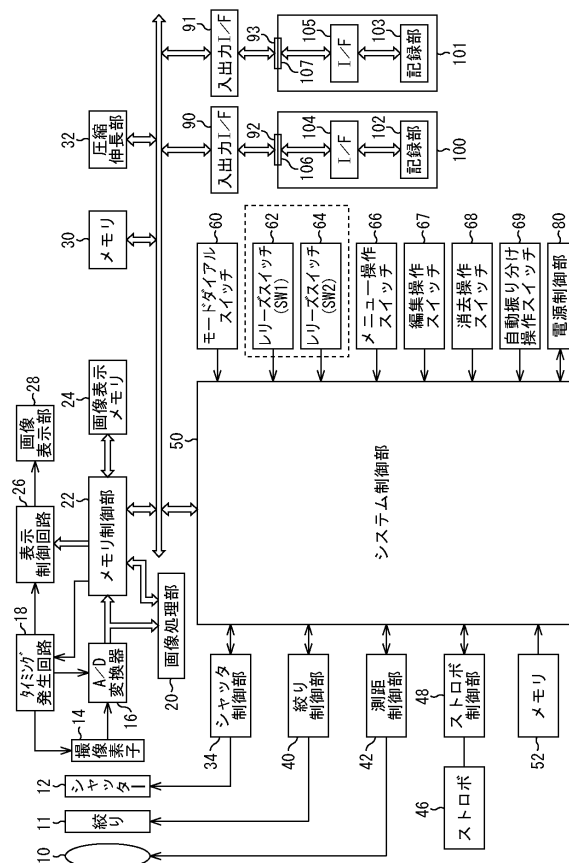 10
11
絞り
12
シャッター
14
撮像素子
16
A/D
変換器
18
ﾀｲﾐﾝｸﾞ
発生回路
20
画像処理部
22
メモリ制御部
24
画像表示
メモリ
26
表示
制御回路
28
画像
表示部
30
メモリ
32
圧縮
伸長部
34
シャッタ
制御部
40
絞り
制御部
42
測距
制御部
46
ストロボ
48
ストロボ
制御部
52
メモリ
50
システム制御部
60
モードダイアル
スイッチ
62
レリーズスイッチ
(SW1)
64
レリーズスイッチ
(SW2)
66
メニュー操作
スイッチ
67
編集操作
スイッチ
68
消去操作
スイッチ
69
自動振り分け
操作スイッチ
80
電源制御部
90
入出力I/F
92
106
104
I/F
102
記録部
100
91
入出力I/F
93
107
105
I/F
103
記録部
101